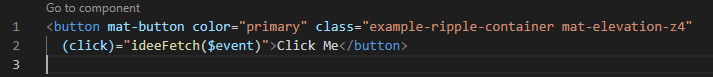 Go to component
1 <button mat-button color="primary" class="example-ripple-container mat-elevation-z4"
2 (click)="ideeFetch($event)">Click Me</button>
3